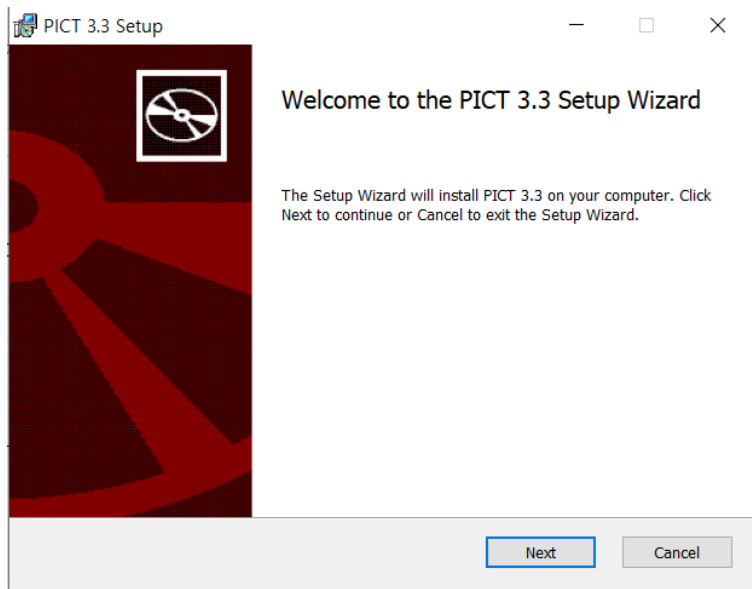 PICT 3.3 Setup
Welcome to the PICT 3.3 Setup Wizard
The Setup Wizard will install PICT 3.3 on your computer. Click
Next to continue or Cancel to exit the Setup Wizard.
Next
Cancel